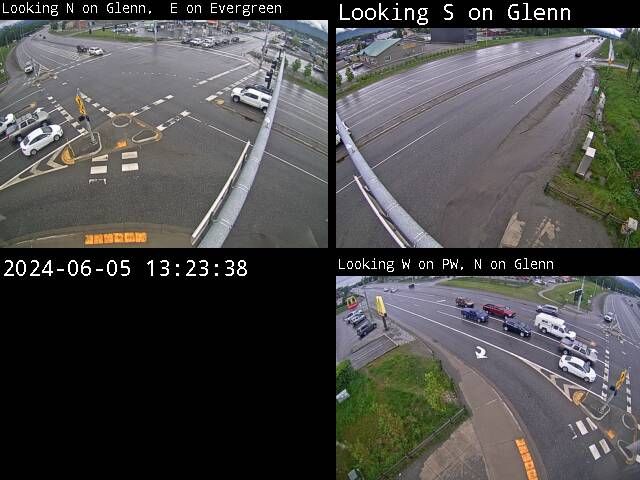 Looking N on Glenn,  E on Evergreen
Looking S on Glenn
2024-06-05 13:23:38
Looking W on PW, N on Glenn